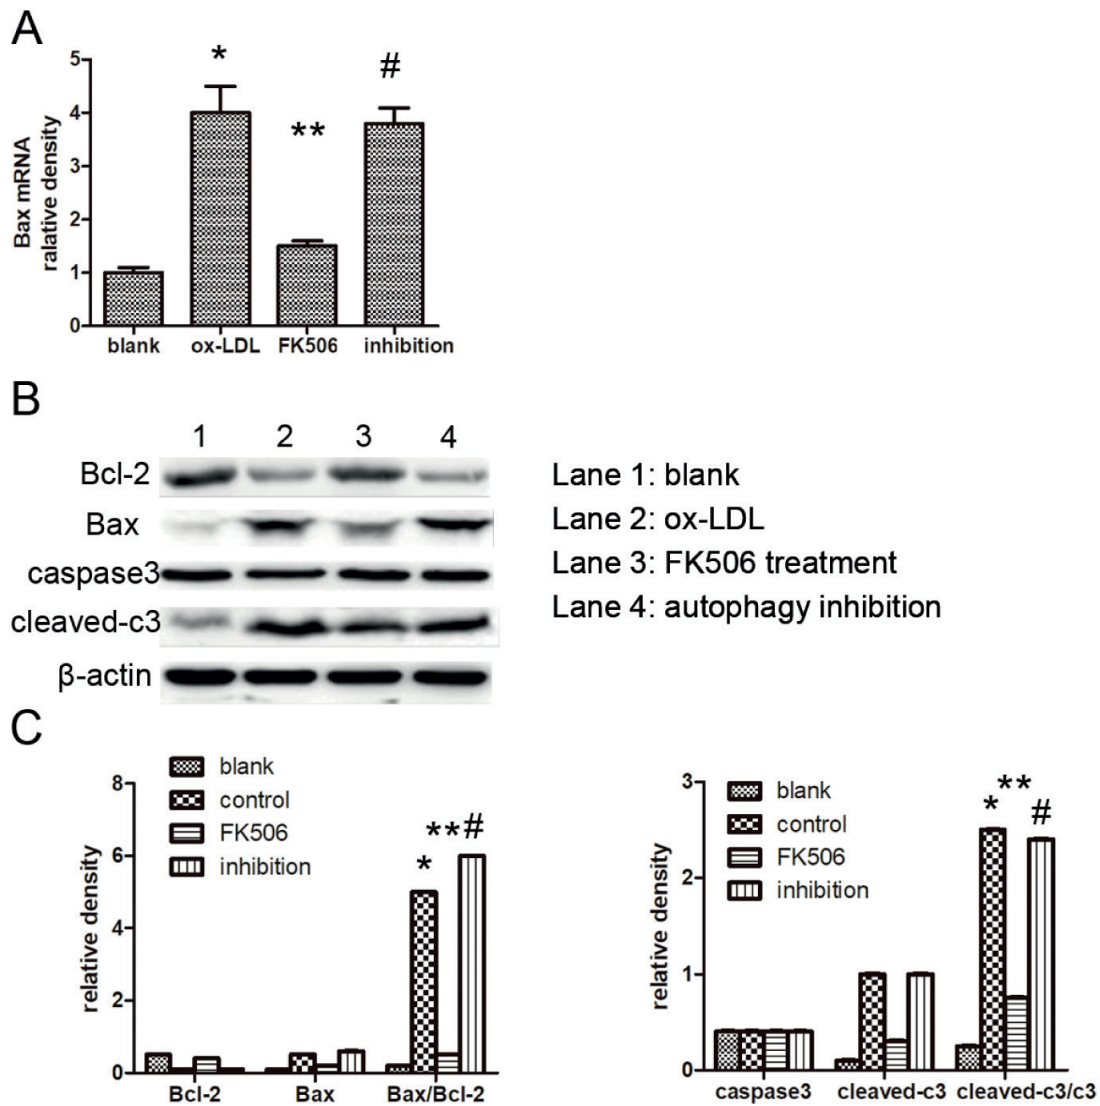 A
5
4
3
2
1
0
Bax mRNA
ralative density
*
**
#
blank ox-LDL FK506 inhibition
B
1 2 3 4
Bcl-2
Bax
caspase3
cleaved-c3
β-actin
Lane 1: blank
Lane 2: ox-LDL
Lane 3: FK506 treatment
Lane 4: autophagy inhibition
C
8
6
4
2
0
relative density
blank
control
FK506
inhibition
**#
*
Bcl-2 Bax Bax/Bcl-2
3
2
1
0
relative density
blank
control
FK506
inhibition
**
* #
caspase3 cleaved-c3 cleaved-c3/c3